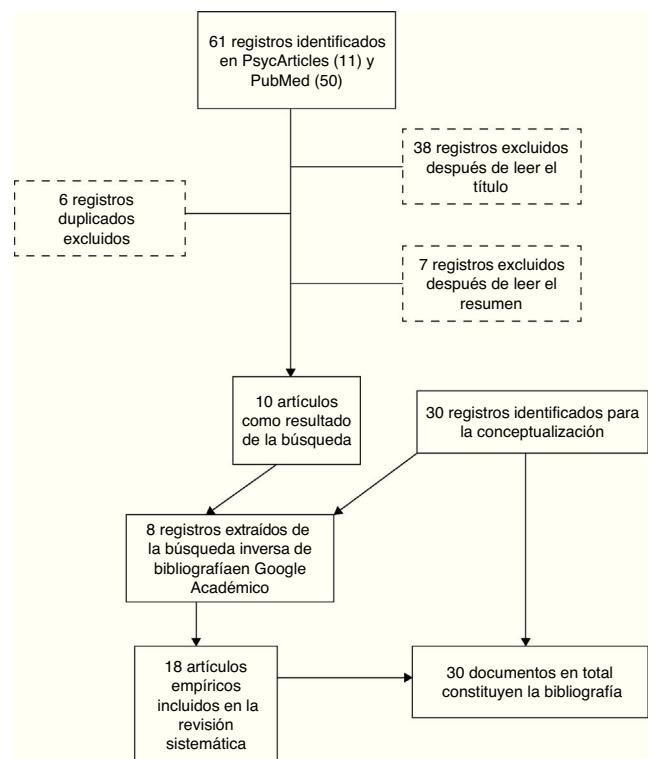 61 registros identificados
en PsycArticles (11) y
PubMed (50)
38 registros excluidos
después de leer el
título
6 registros
duplicados
excluidos
7 registros excluidos
después de leer el
resumen
10 artículos
como resultado
de la búsqueda
30 registros identificados para
la conceptualización
8 registros extraídos de
la búsqueda inversa de
bibliografíaen Google
Académico
18 artículos
empíricos
incluidos en la
revisión
sistemática
30 documentos en total
constituyen la bibliografía